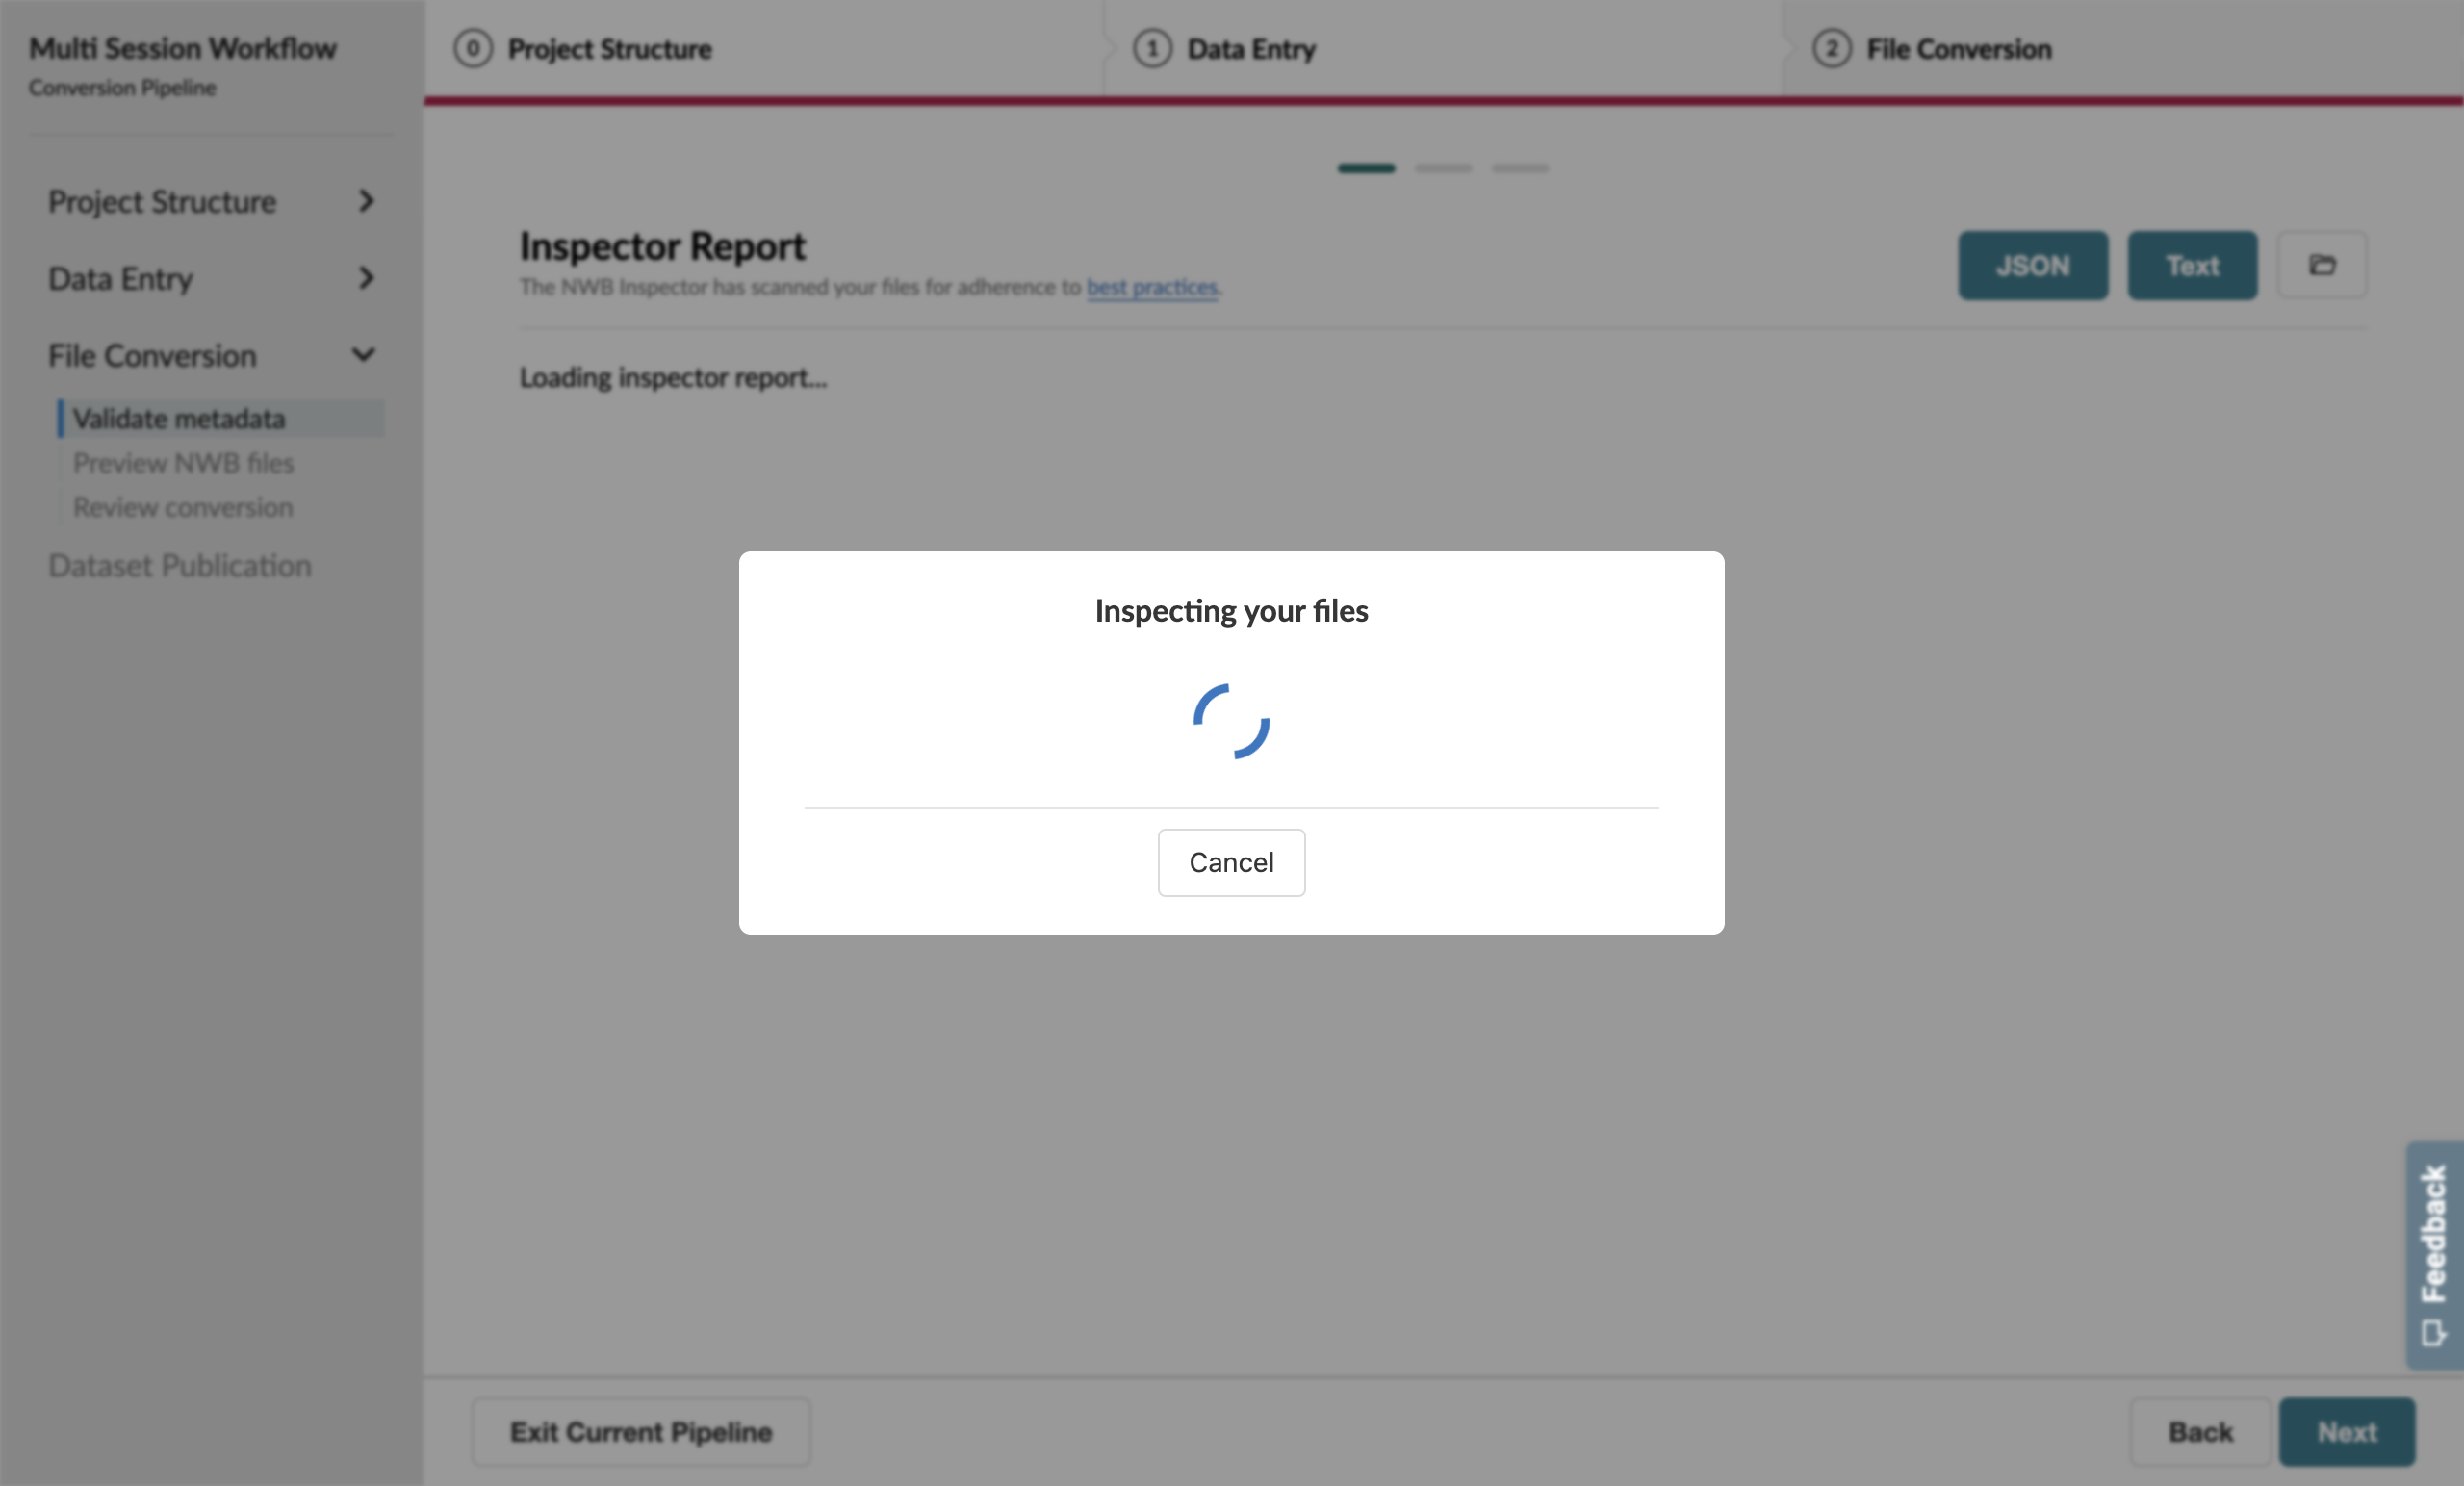 Multi Session Workflow
Conversion Pipeline
Project Structure
Data Entry
File Conversion
Validate metadata
Preview NWB files
Review conversion
Dataset Publication
0 Project Structure
1 Data Entry
2 File Conversion
Inspector Report
The NWB Inspector has scanned your files for adherence to best practices.
JSON
Text
Loading inspector report...
Inspecting your files
Cancel
Feedback
Exit Current Pipeline
Back
Next